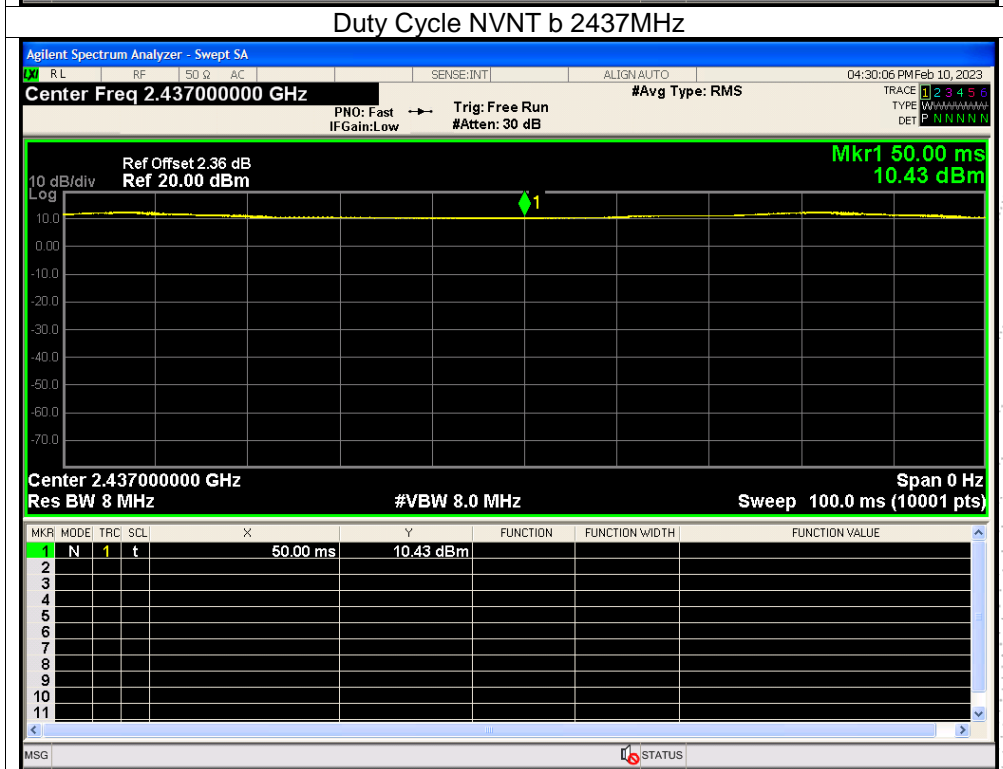 Duty Cycle NVNT b 2437MHz
Agilent Spectrum Analyzer - Swept SA
LXI RL RF 50 Ω AC SENSE:INT ALIGN AUTO 04:30:06 PM Feb 10, 2023
Center Freq 2.437000000 GHz #Avg Type: RMS TRACE 1 2 3 4 5 6
PNO: Fast Trig: Free Run TYPE WWWWWW
IFGain:Low #Atten: 30 dB DET P N N N N N
Ref Offset 2.36 dB Mkr1 50.00 ms
10 dB/div Ref 20.00 dBm 10.43 dBm
Log
1
10.0
0.00
-10.0
-20.0
-30.0
-40.0
-50.0
-60.0
-70.0
Center 2.437000000 GHz Span 0 Hz
Res BW 8 MHz #VBW 8.0 MHz Sweep 100.0 ms (10001 pts)
MKR MODE TRC SCL X Y FUNCTION FUNCTION WIDTH FUNCTION VALUE
1 N 1 t 50.00 ms 10.43 dBm
2
3
4
5
6
7
8
9
10
11
MSG STATUS